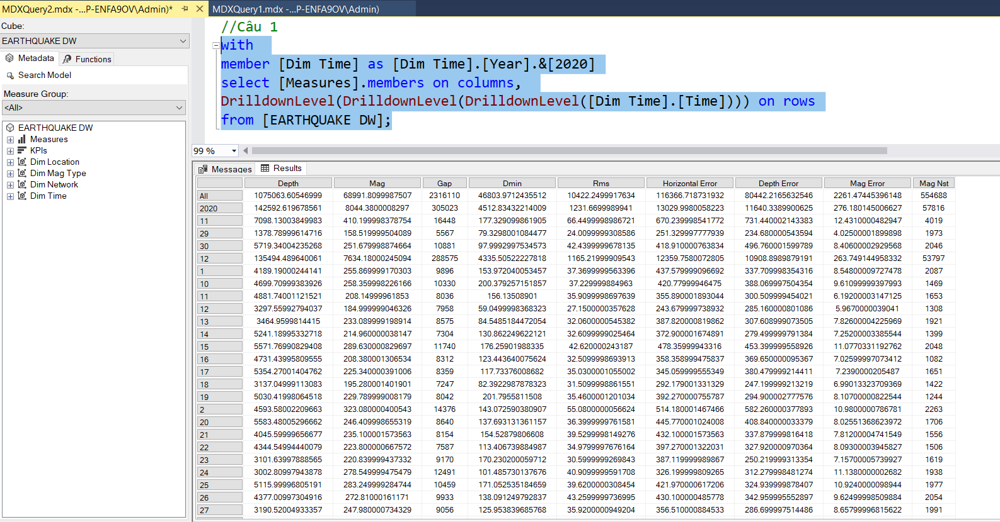 MDXQuery2.mdx -...P-ENFA9OV\Admin)* MDXQuery1.mdx -...P-ENFA9OV\Admin)
Cube:
EARTHQUAKE DW
Metadata Functions
Search Model
Measure Group:
<All>
EARTHQUAKE DW
Measures
KPIs
Dim Location
Dim Mag Type
Dim Network
Dim Time
//Câu 1
with
member [Dim Time] as [Dim Time].[Year].&[2020]
select [Measures].members on columns,
DrilldownLevel(DrilldownLevel(DrilldownLevel([Dim Time].[Time]))) on rows
from [EARTHQUAKE DW];
99 %
Messages Results
Depth Mag Gap Dmin Rms Horizontal Error Depth Error Mag Error Mag Nst
All 1075063.60546999 68991.8099987507 2316110 46803.9712435512 10422.2499917634 116366.718731932 80442.2165632546 2261.47445396148 554688
2020 142592.619678561 8044.3800008297 305023 4512.83432214009 1231.6699989941 13029.9980058223 11640.3389900625 276.180145006627 57816
11 7098.13003849983 410.199998378754 16448 177.329099861905 66.4499998986721 670.239998541772 731.440002143383 12.4310000482947 4019
29 1378.78999614716 158.519999504089 5567 79.3298001084477 24.0099999308586 251.329997777939 234.680000543594 4.02500001899898 1973
30 5719.34004235268 251.679998874664 10881 97.9992997534573 42.4399999678135 418.910000763834 496.760001599789 8.40600002929568 2046
12 135494.489640061 7634.18000245094 288575 4335.50522227818 1165.21999909543 12359.7580072805 10908.8989879191 263.749144958332 53797
1 4189.19000244141 255.869999170303 9896 153.972040053457 37.3699999563396 437.579999096692 337.709998354316 8.54800009727478 2087
10 4699.70999383926 258.359998226166 10330 200.379257151857 37.229999884963 420.77999946475 388.069997504354 9.61099999397993 1469
11 4881.74001121521 208.14999961853 8036 156.13508901 35.9099998697639 355.890001893044 300.509999454021 6.19200003147125 1653
12 3297.55992794037 184.999999046326 7958 59.0499998368323 27.1500000357628 243.679999738932 285.160000801086 5.9670000039041 1308
13 3464.9599814415 233.089999198914 8575 84.5485184472054 32.0600000545382 387.820000819862 307.608999073505 7.82600004225969 1921
14 5241.18995332718 214.960000038147 7304 130.862249622121 32.6099999025464 372.900001674891 279.499999791384 7.25200003385544 1399
15 5571.76990829408 289.630000829697 11740 176.25901988335 42.620000243187 478.35999943316 453.399999558926 11.0770331192762 2048
16 4731.43995809555 208.380001306534 8312 123.443640075624 32.5099998693913 358.358999475837 369.650000095367 7.02599997073412 1082
17 5354.27001404762 225.340000391006 8359 117.73376008682 35.0300001055002 345.059999555349 380.479999214411 7.2390000205487 1651
18 3137.04999113083 195.280001401901 7247 82.3922987878323 31.5099998861551 292.179001331329 247.199999213219 6.99013323709369 1422
19 5030.41998064518 229.789999008179 8042 201.7955811508 35.4600001201034 392.270000755787 294.900002777576 8.10700000822544 1244
2 4593.58002209663 323.080000400543 14376 143.072590380907 55.0800000056624 514.180001467466 582.260000377893 10.9800000786781 2263
20 5583.48005296662 246.409998655319 8640 137.693131361157 36.3999999761581 445.770001024008 408.840000033379 8.02551368623972 1706
21 4045.59999656677 235.100001573563 8154 154.52879806608 39.5299998149276 432.100001573563 337.879999816418 7.81200004741549 1556
22 4344.54994440079 223.800000667572 7587 113.406739884987 34.9799997676164 397.270001322031 327.920000970364 8.09300003945827 1506
23 3101.63997888565 220.839999437332 9170 170.230200059712 30.5999999269843 387.119999989867 250.219999313354 7.15700005739927 1619
24 3002.80997943878 278.549999475479 12491 101.485730137676 40.9099999591708 326.199999809265 312.279998481274 11.1380000002682 1938
25 5115.99996805191 283.249999284744 10459 171.052535184659 39.6200000308454 421.970000617206 324.939999878407 10.9240000098944 1977
26 4377.00997304916 272.81000161171 9933 138.091249792837 43.2599999736995 430.100000485778 342.959995552897 9.62499998509884 2054
27 3190.52004933357 247.980000734329 9056 125.953839685768 35.9200000949204 356.510000884533 286.699997514486 8.65799996815622 1991